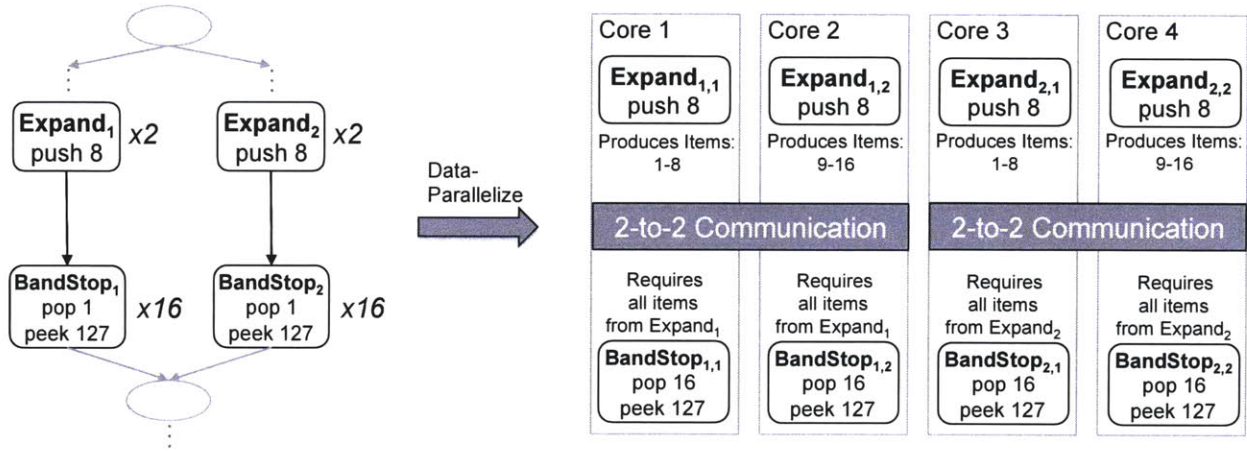 Expand1
push 8
x2
Expand2
push 8
x2
BandStop1
pop 1
peek 127
x16
BandStop2
pop 1
peek 127
x16
Data-
Parallelize
Core 1
Expand1,1
push 8
Produces Items:
1-8
Core 2
Expand1,2
push 8
Produces Items:
9-16
2-to-2 Communication
Requires
all items
from Expand1
BandStop1,1
pop 16
peek 127
Requires
all items
from Expand1
BandStop1,2
pop 16
peek 127
Core 3
Expand2,1
push 8
Produces Items:
1-8
Core 4
Expand2,2
push 8
Produces Items:
9-16
2-to-2 Communication
Requires
all items
from Expand2
BandStop2,1
pop 16
peek 127
Requires
all items
from Expand2
BandStop2,2
pop 16
peek 127